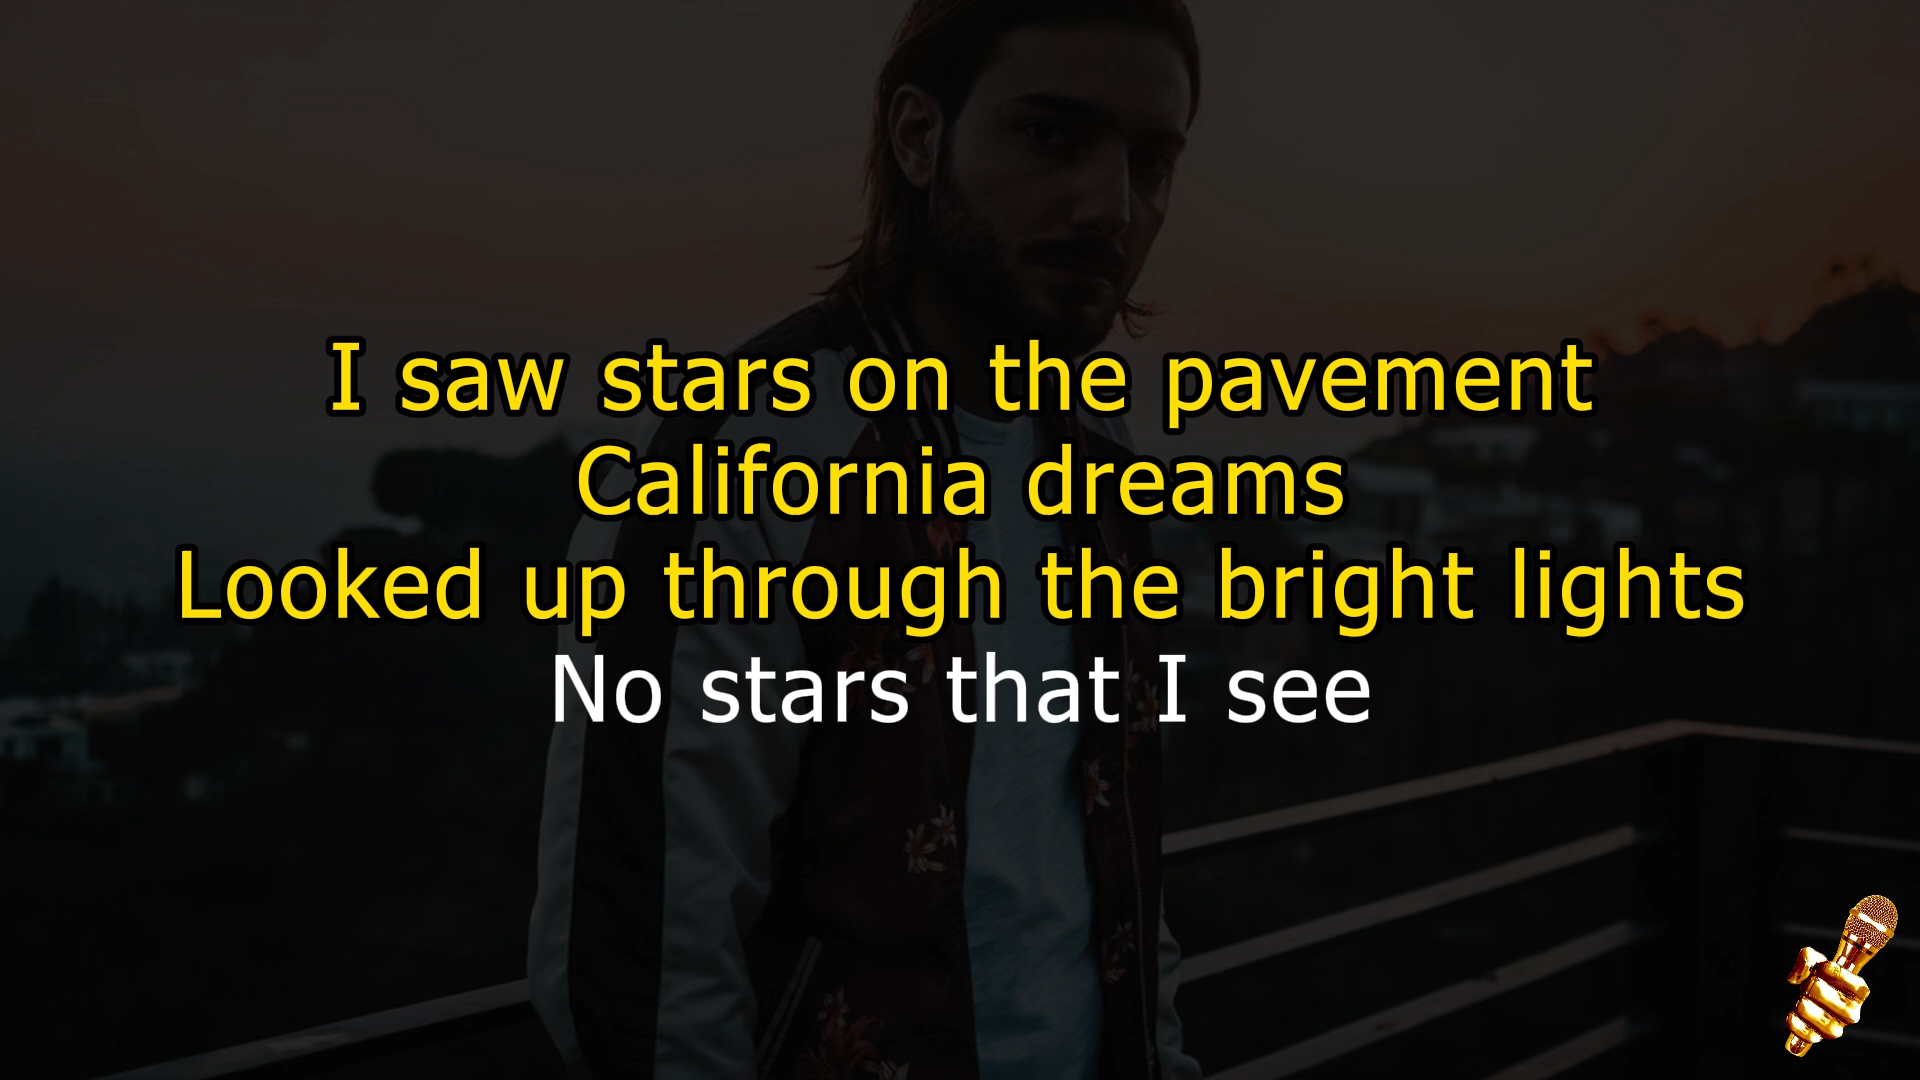 I saw stars on the pavement
California dreams
Looked up through the bright lights
No stars that I see